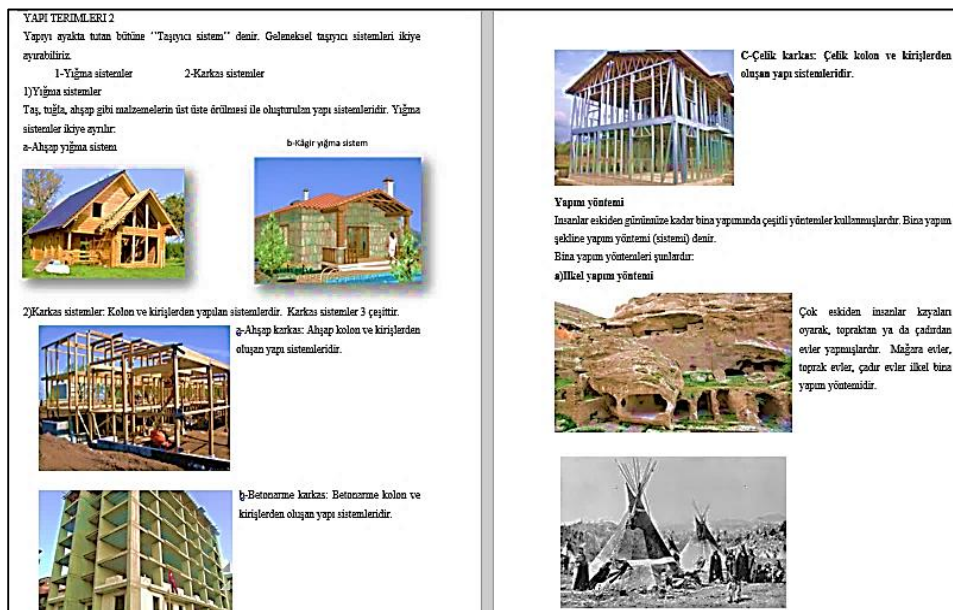 YAPI TERIMLERI 2
Yapıyı ayakta tutan bütüne ''Taşıyıcı sistem'' denir. Geleneksel taşıyıcı sistemleri ikiye
ayırabiliriz.
1-Yığma sistemler 2-Karkas sistemler
1)Yığma sistemler
Taş, tuğla, ahşap gibi malzemelerin üst üste örülmesi ile oluşturulan yapı sistemleridir. Yığma
sistemler ikiye ayrılır:
a-Ahşap yığma sistem
b-Kâgir yığma sistem
2)Karkas sistemler: Kolon ve kirişlerden yapılan sistemlerdir. Karkas sistemler 3 çeşittir.
a-Ahşap karkas: Ahşap kolon ve kirişlerden
oluşan yapı sistemleridir.
b-Betonarme karkas: Betonarme kolon ve
kirişlerden oluşan yapı sistemleridir.
C-Çelik karkas: Çelik kolon ve kirişlerden
oluşan yapı sistemleridir.
Yapım yöntemi
Insanlar eskiden günümüze kadar bina yapımında çeşitli yöntemler kullanmışlardır. Bina yapım
şekline yapım yöntemi (sistemi) denir.
Bina yapım yöntemleri şunlardır:
a)Ilkel yapım yöntemi
Çok eskiden insanlar kayaları
oyarak, topraktan ya da çadırdan
evler yapmışlardır. Mağara evler,
toprak evler, çadır evler ilkel bina
yapım yöntemidir.